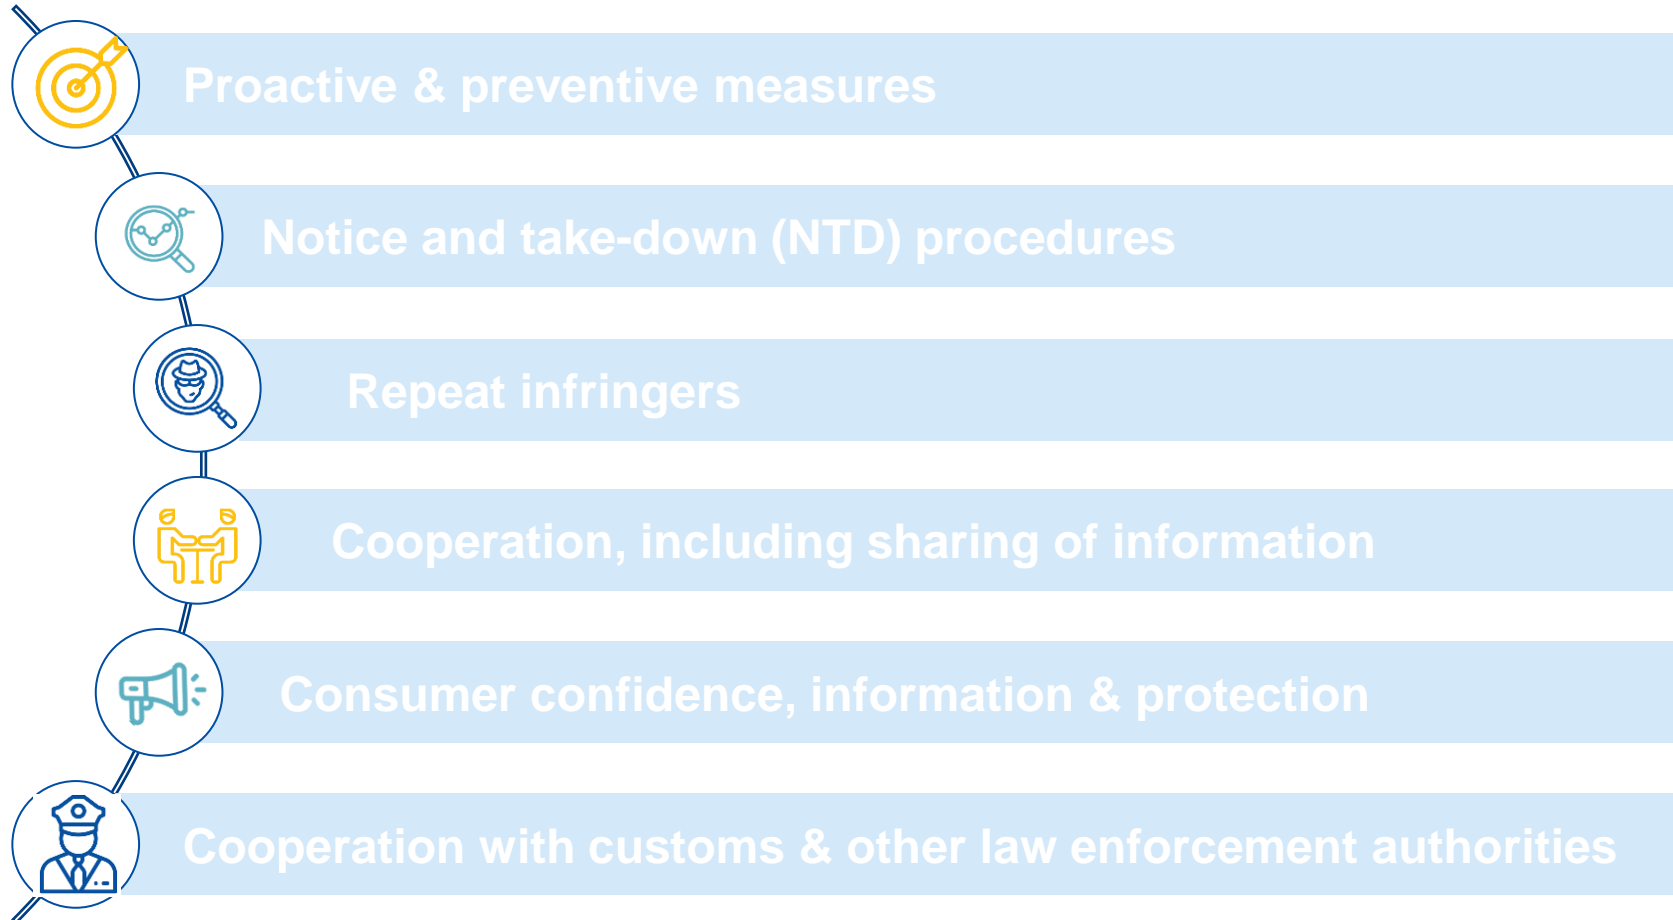 Proactive & preventive measures
Notice and take-down (NTD) procedures
Repeat infringers
Cooperation, including sharing of information
Consumer confidence, information & protection
Cooperation with customs & other law enforcement authorities